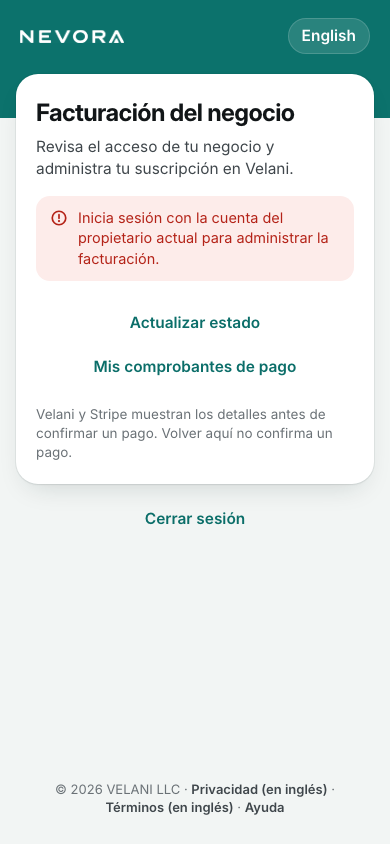 NEVORA
English
Facturación del negocio
Revisa el acceso de tu negocio y
administra tu suscripción en Velani.
Inicia sesión con la cuenta del
propietario actual para administrar la
facturación.
Actualizar estado
Mis comprobantes de pago
Velani y Stripe muestran los detalles antes de
confirmar un pago. Volver aquí no confirma un
pago.
Cerrar sesión
© 2026 VELANI LLC · Privacidad (en inglés) ·
Términos (en inglés) · Ayuda